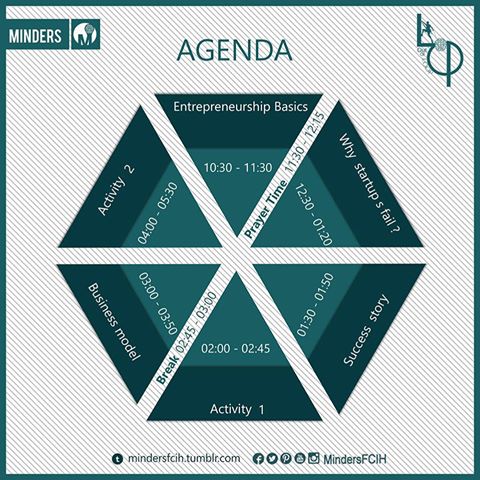 MINDERS
AGENDA
Entrepreneurship Basics
10:30 - 11:30
Prayer Time 11:30 - 12:15
Why startup s fail ?
12:30 - 01:20
Success story
01:30 - 01:50
Activity 1
02:00 - 02:45
Break 02:45 - 03:00
Business model
03:00 - 03:50
Activity 2
04:00 - 05:30
mindersfcih.tumblr.com
MindersFCIH